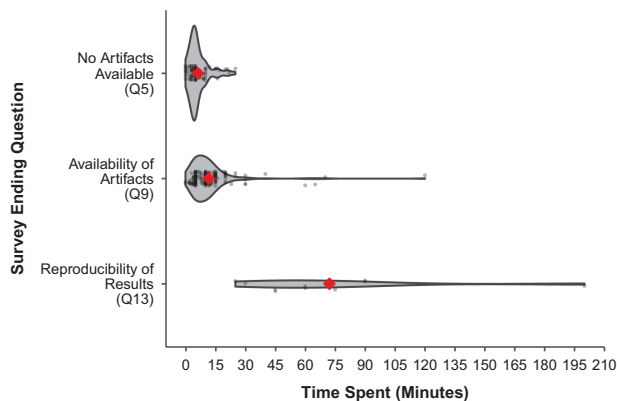 Survey Ending Question
No Artifacts
Available
(Q5)
Availability of
Artifacts
(Q9)
Reproducibility of
Results
(Q13)
0 15 30 45 60 75 90 105 120 135 150 165 180 195 210
Time Spent (Minutes)